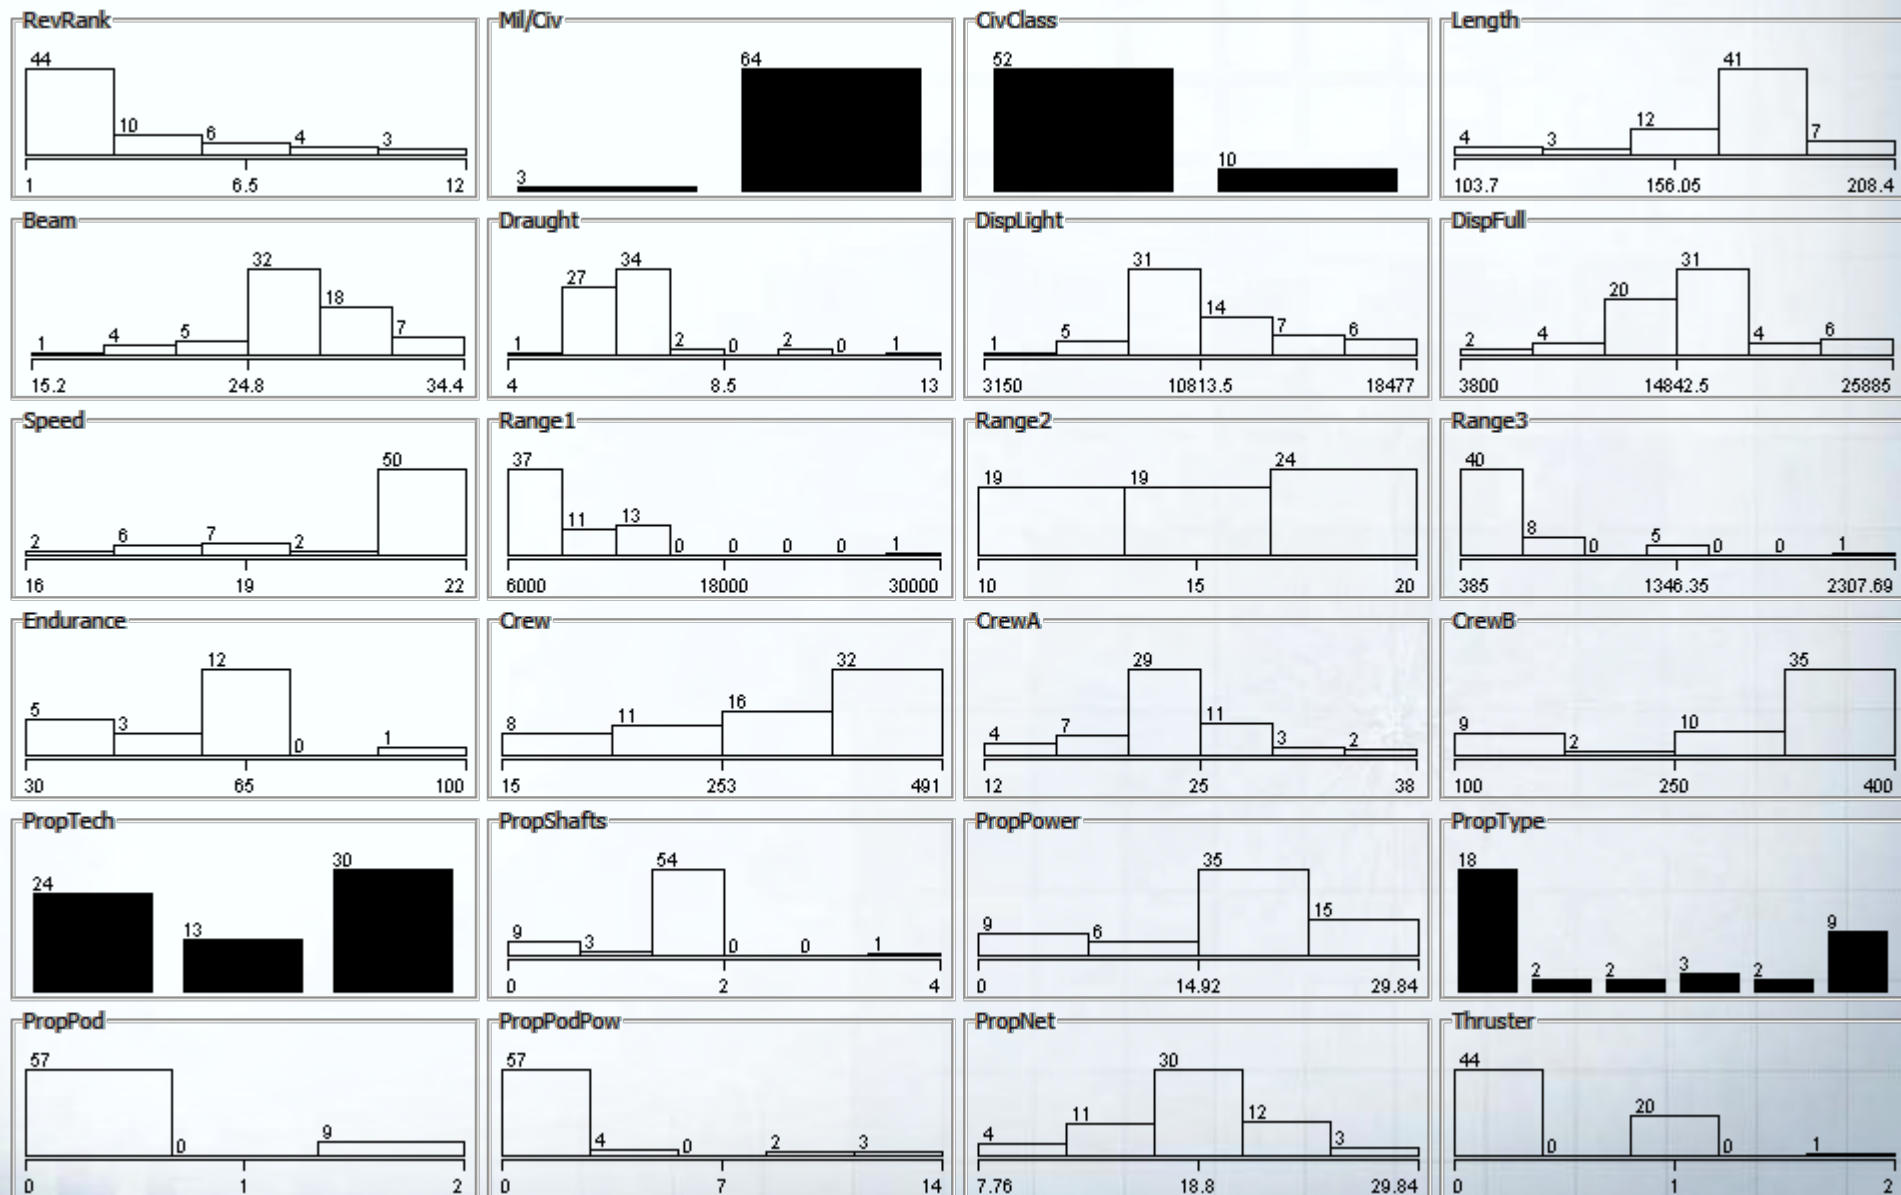 RevRank Mil/Civ CivClass Length
44 10 6 4 3 3 64 52 10 4 3 12 41 7
1 6.5 12 103.7 156.05 208.4
Beam Draught DispLight DispFull
1 4 5 32 18 7 1 27 34 2 0 2 0 1 1 5 31 14 7 6 2 4 20 31 4 6
15.2 24.8 34.4 4 8.5 13 3150 10813.5 18477 3800 14842.5 25885
Speed Range1 Range2 Range3
2 6 7 2 50 37 11 13 0 0 0 0 1 19 19 24 40 8 0 5 0 0 1
16 19 22 6000 18000 30000 10 15 20 385 1346.35 2307.69
Endurance Crew CrewA CrewB
5 3 12 0 1 8 11 16 32 4 7 29 11 3 2 9 2 10 35
30 65 100 15 253 491 12 25 38 100 250 400
PropTech PropShafts PropPower PropType
24 13 30 9 3 54 0 0 1 9 6 35 15 18 2 2 3 2 9
0 2 4 0 14.92 29.84
PropPod PropPodPow PropNet Thruster
57 0 9 57 4 0 2 3 4 11 30 12 3 44 0 20 0 1
0 1 2 0 7 14 7.76 18.8 29.84 0 1 2